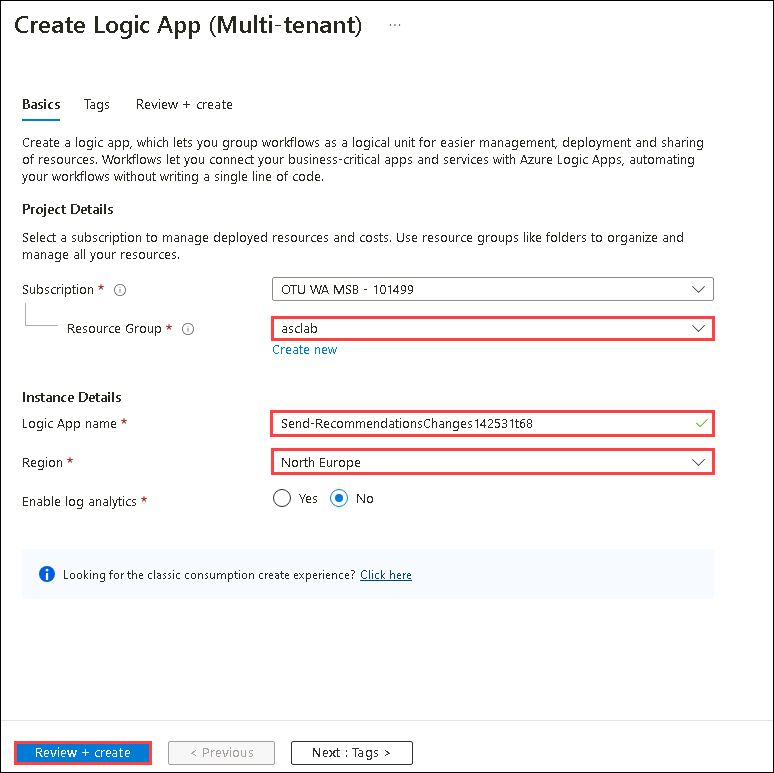 Create Logic App (Multi-tenant) ...
Basics Tags Review + create
Create a logic app, which lets you group workflows as a logical unit for easier management, deployment and sharing
of resources. Workflows let you connect your business-critical apps and services with Azure Logic Apps, automating
your workflows without writing a single line of code.
Project Details
Select a subscription to manage deployed resources and costs. Use resource groups like folders to organize and
manage all your resources.
Subscription * OTU WA MSB - 101499
Resource Group * asclab
Create new
Instance Details
Logic App name * Send-RecommendationsChanges142531t68
Region * North Europe
Enable log analytics * Yes No
Looking for the classic consumption create experience? Click here
Review + create < Previous Next : Tags >